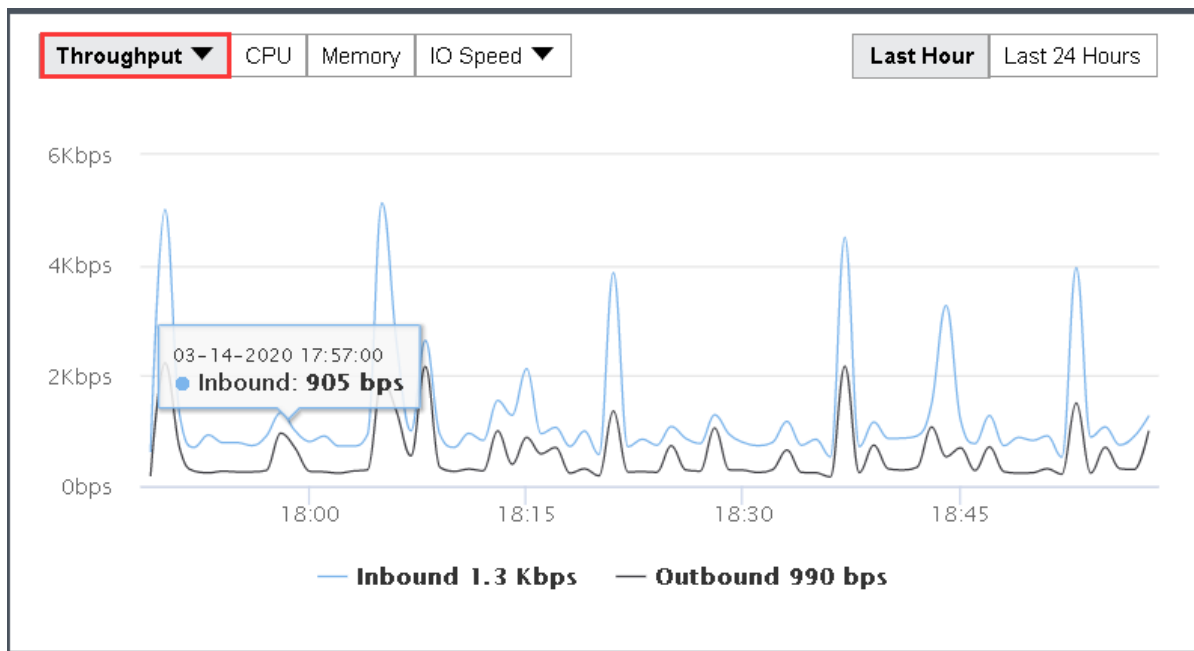 Throughput ▼ CPU Memory IO Speed ▼ Last Hour Last 24 Hours
6Kbps
4Kbps
03-14-2020 17:57:00
2Kbps
● Inbound: 905 bps
0bps
18:00 18:15 18:30 18:45
Inbound 1.3 Kbps Outbound 990 bps